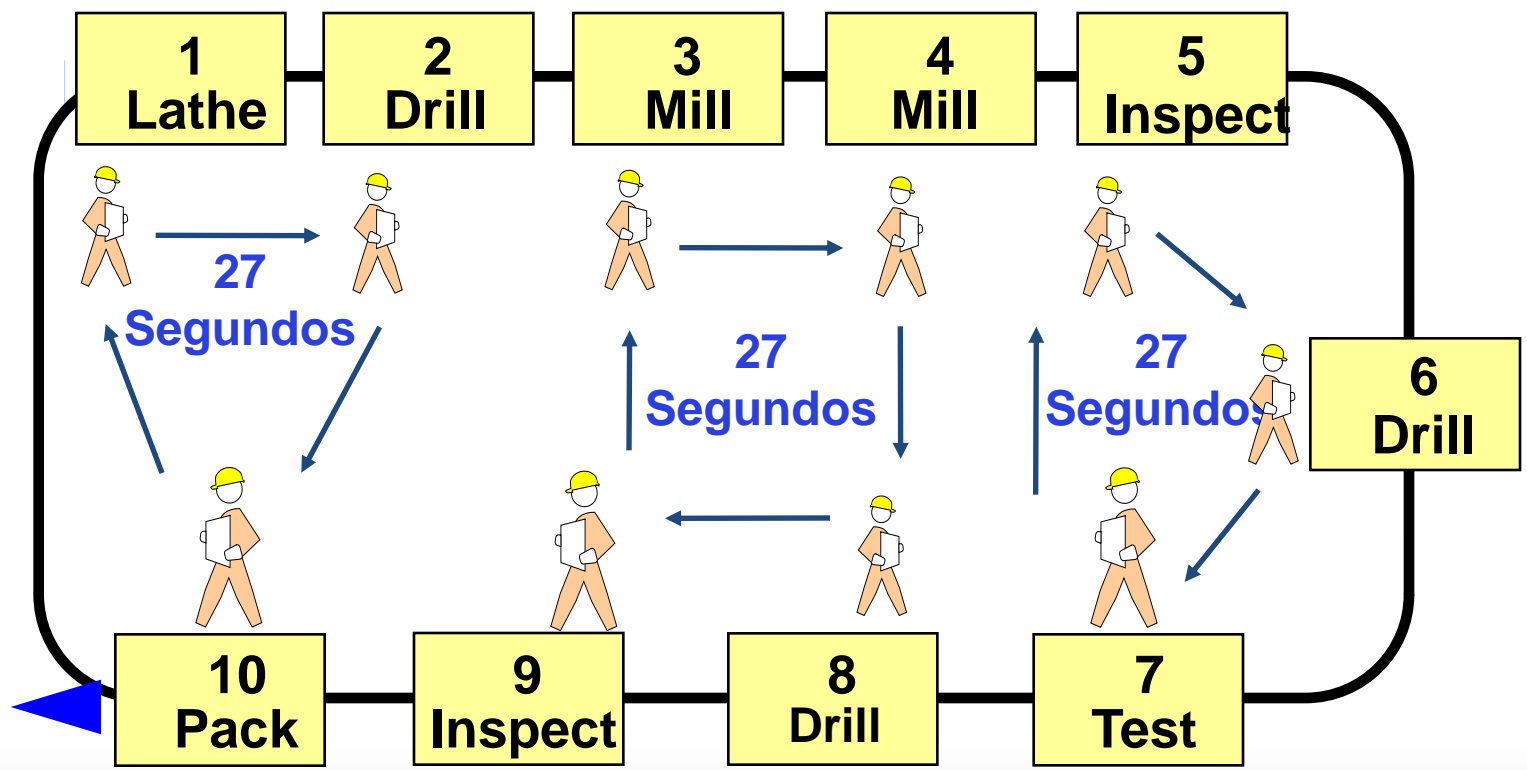 1
Lathe
2
Drill
3
Mill
4
Mill
5
Inspect
27
Segundos
27
Segundos
27
Segundos
6
Drill
10
Pack
9
Inspect
8
Drill
7
Test